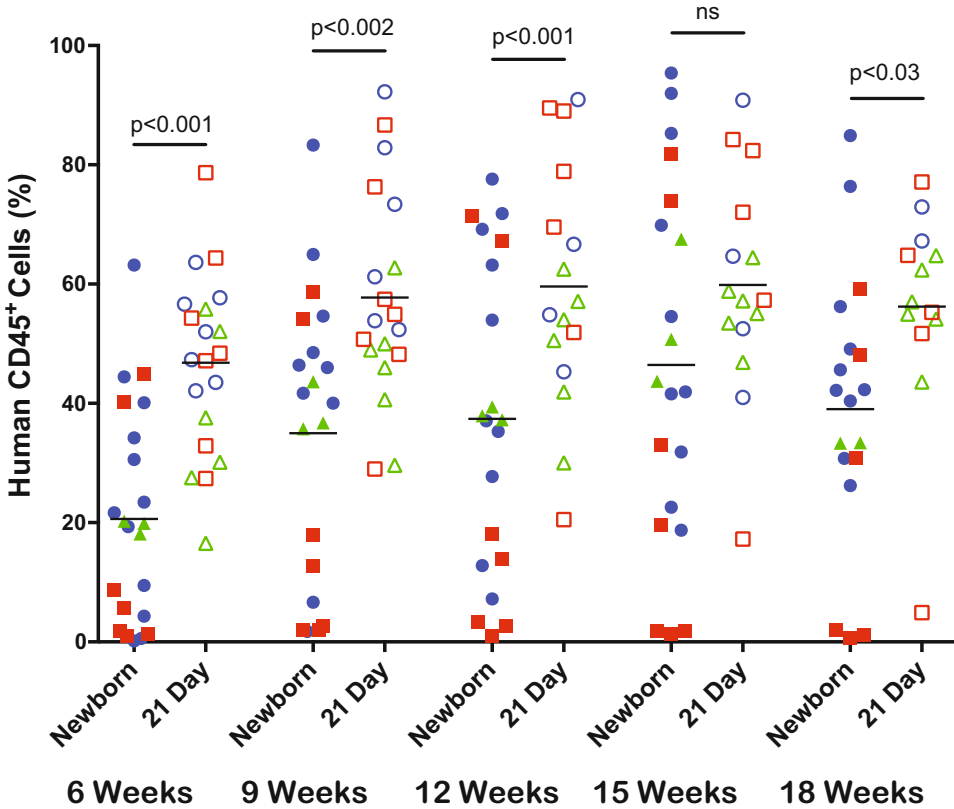 ns
p<0.002
p<0.001
p<0.03
p<0.001
100
80
60
40
20
0
Human CD45⁺ Cells (%)
Newborn
21 Day
Newborn
21 Day
Newborn
21 Day
Newborn
21 Day
Newborn
21 Day
6 Weeks
9 Weeks
12 Weeks
15 Weeks
18 Weeks